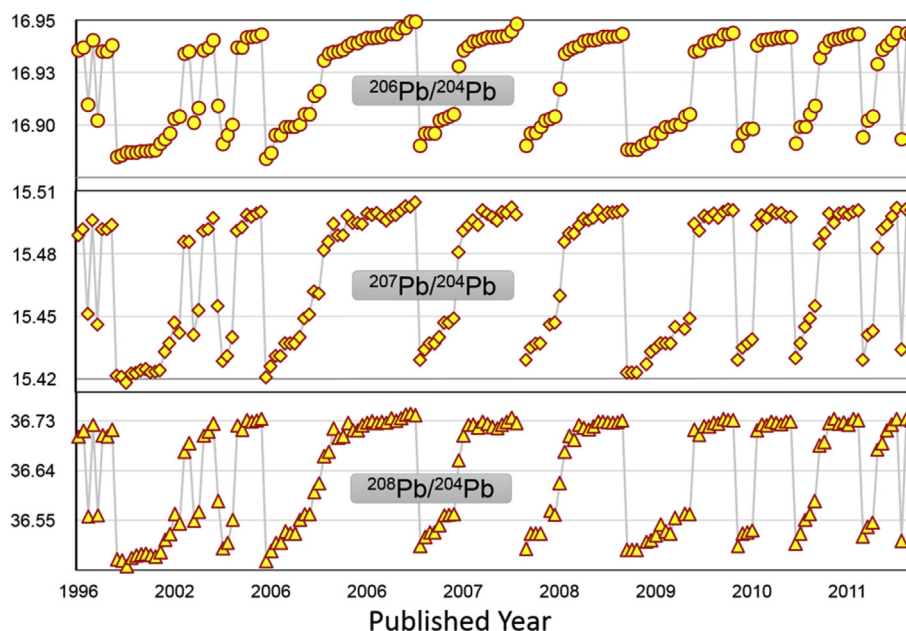 16.95
16.93
²⁰⁶Pb/²⁰⁴Pb
16.90
15.51
15.48
²⁰⁷Pb/²⁰⁴Pb
15.45
15.42
36.73
36.64
²⁰⁸Pb/²⁰⁴Pb
36.55
1996 2002 2006 2006 2007 2008 2009 2010 2011
Published Year